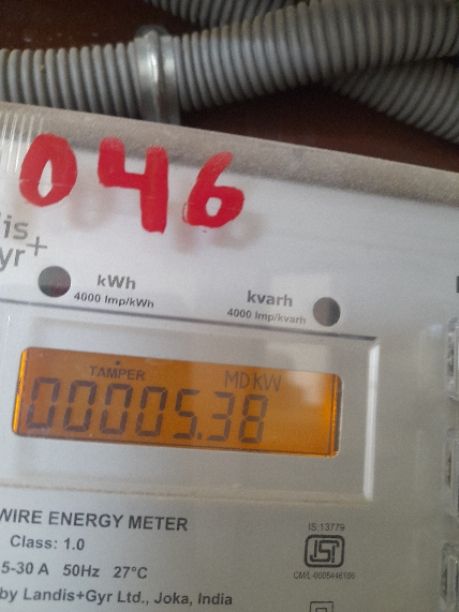 046
is
yr+
kWh
4000 Imp/kWh
kvarh
4000 Imp/kvarh
TAMPER
MD KW
00005.38
WIRE ENERGY METER
Class: 1.0
5-30 A 50Hz 27°C
by Landis+Gyr Ltd., Joka, India
IS:13779